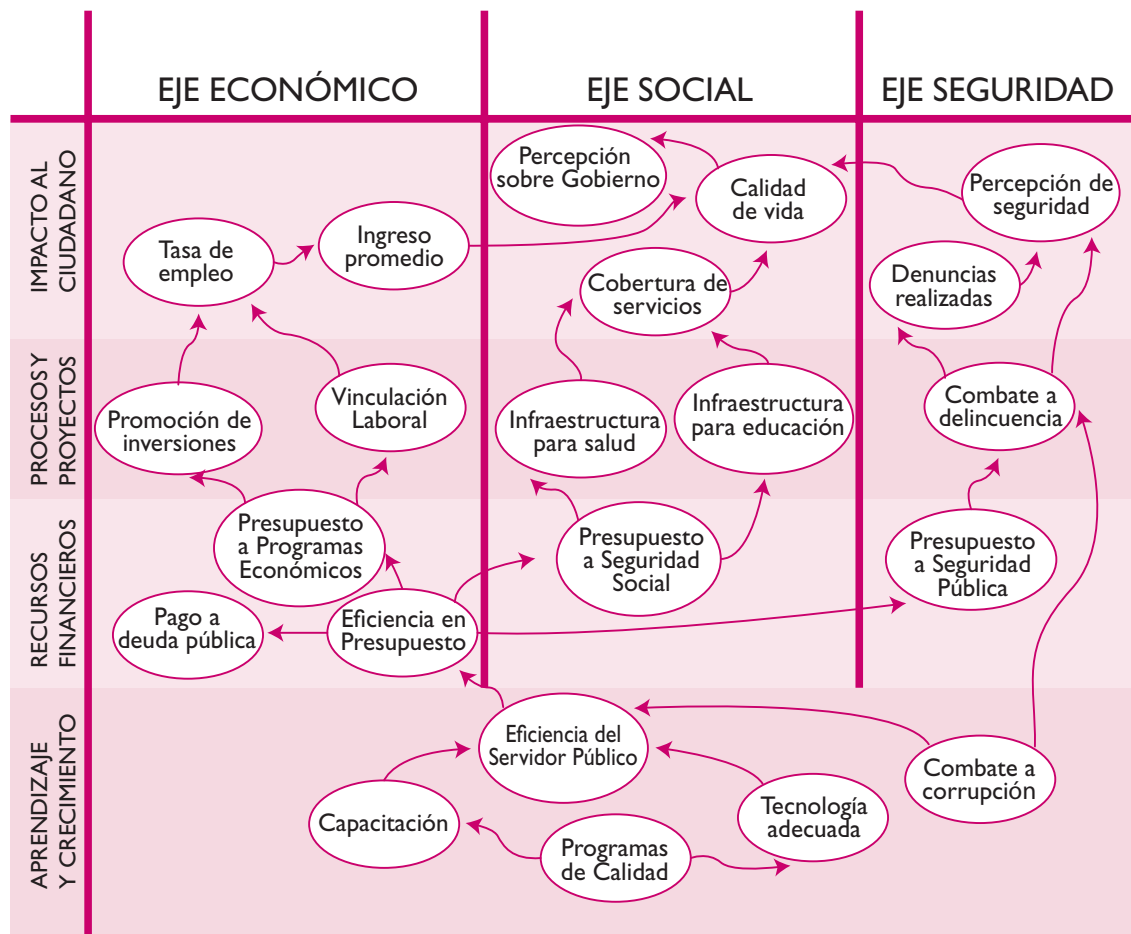 EJE ECONÓMICO
EJE SOCIAL
EJE SEGURIDAD
IMPACTO AL
CIUDADANO
Percepción
sobre Gobierno
Calidad
de vida
Percepción de
seguridad
Tasa de
empleo
Ingreso
promedio
Cobertura de
servicios
Denuncias
realizadas
PROCESOS Y
PROYECTOS
Promoción de
inversiones
Vinculación
Laboral
Infraestructura
para salud
Infraestructura
para educación
Combate a
delincuencia
RECURSOS
FINANCIEROS
Presupuesto
a Programas
Económicos
Presupuesto
a Seguridad
Social
Presupuesto
a Seguridad
Pública
Pago a
deuda pública
Eficiencia en
Presupuesto
APRENDIZAJE
Y CRECIMIENTO
Eficiencia del
Servidor Público
Combate a
corrupción
Capacitación
Tecnología
adecuada
Programas
de Calidad